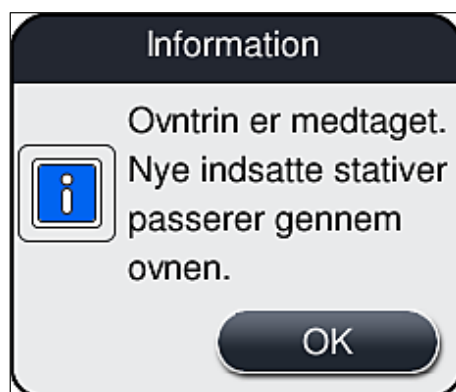 Information
Ovntrin er medtaget.
Nye indsatte stativer
passerer gennem
ovnen.
OK